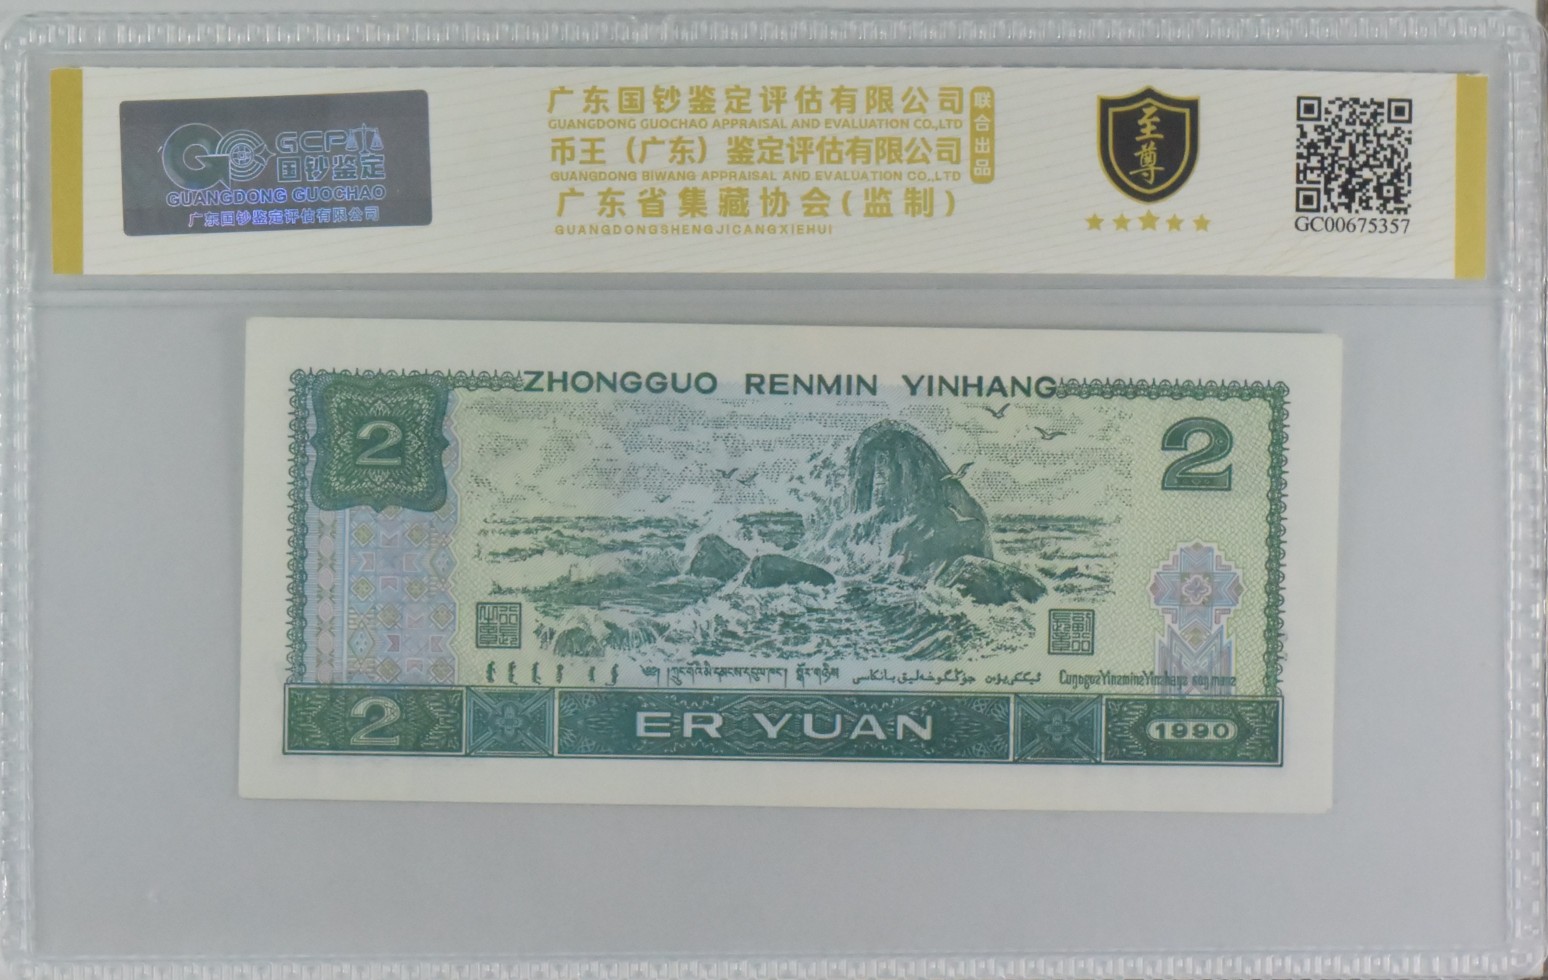 GCP
国钞鉴定
GUANGDONG GUOCHAO
广东国钞鉴定评估有限公司
广东国钞鉴定评估有限公司
GUANGDONG GUOCHAO APPRAISAL AND EVALUATION CO.,LTD
币王（广东）鉴定评估有限公司
GUANGDONG BIWANG APPRAISAL AND EVALUATION CO.,LTD
广东省集藏协会(监制)
GUANGDONGSHENGJICANGXIEHUI
联合出品
至尊
GC00675357
ZHONGGUO RENMIN YINHANG
2
2
2
ER YUAN
1990